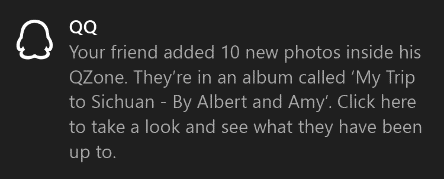 QQ
Your friend added 10 new photos inside his
QZone. They're in an album called ‘My Trip
to Sichuan - By Albert and Amy’. Click here
to take a look and see what they have been
up to.